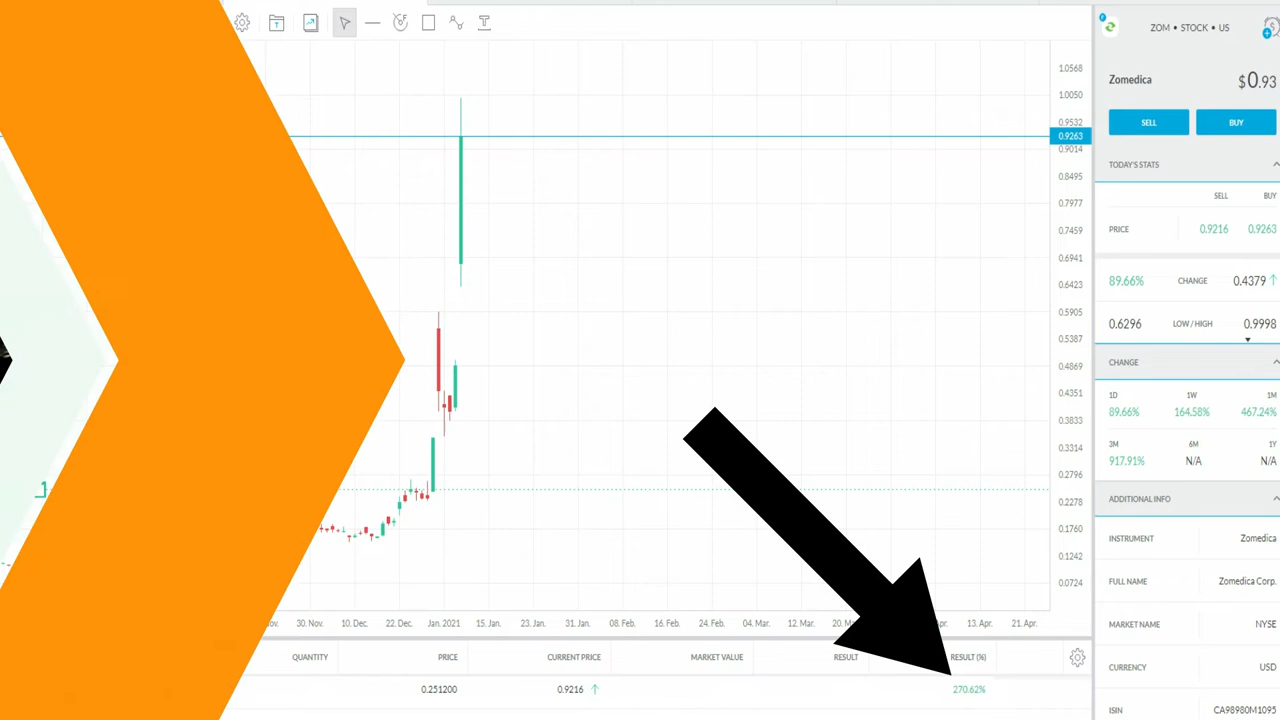 ZOM • STOCK • US
Zomedica
$0.93
SELL BUY
TODAY'S STATS
SELL BUY
PRICE 0.9216 0.9263
89.66% CHANGE 0.4379
0.6296 LOW / HIGH 0.9998
CHANGE
1D 1W 1M
89.66% 164.58% 467.24%
3M 6M 1Y
917.91% N/A N/A
ADDITIONAL INFO
INSTRUMENT Zomedica
FULL NAME Zomedica Corp.
MARKET NAME NYSE
CURRENCY USD
ISIN CA98980M1095
1.0568
1.0050
0.9532
0.9263
0.9014
0.8495
0.7977
0.7459
0.6941
0.6423
0.5905
0.5387
0.4869
0.4351
0.3833
0.3314
0.2796
0.2278
0.1760
0.1242
0.0724
30. Nov. 10. Dec. 22. Dec. Jan. 2021 15. Jan. 23. Jan. 31. Jan. 08. Feb. 16. Feb. 24. Feb. 04. Mar. 12. Mar. 13. Apr. 21. Apr.
QUANTITY PRICE CURRENT PRICE MARKET VALUE RESULT RESULT (%)
0.251200 0.9216 270.62%